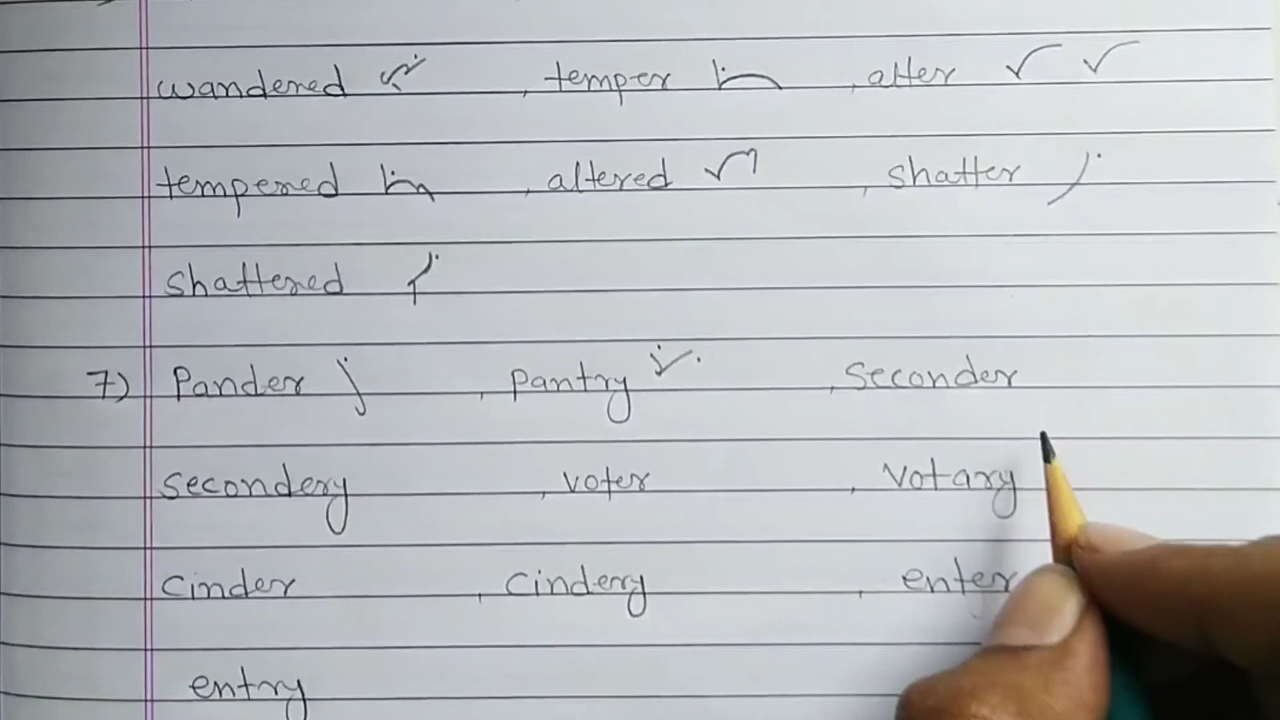 wandered , temper , alter
tempered , altered , shatter
shattered
7) Pander , pantry , seconder
secondery , voter , votary
cinder , cindery , enter
entry